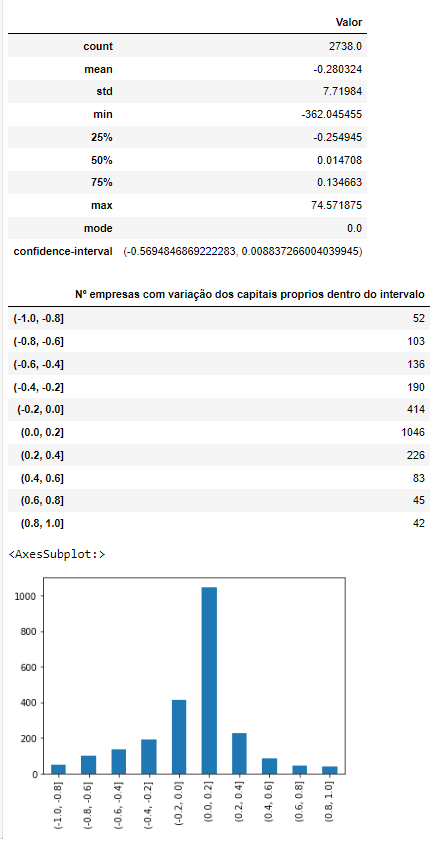 Valor
count 2738.0
mean -0.280324
std 7.71984
min -362.045455
25% -0.254945
50% 0.014708
75% 0.134663
max 74.571875
mode 0.0
confidence-interval (-0.5694846869222283, 0.008837266004039945)
Nº empresas com variação dos capitais proprios dentro do intervalo
(-1.0, -0.8] 52
(-0.8, -0.6] 103
(-0.6, -0.4] 136
(-0.4, -0.2] 190
(-0.2, 0.0] 414
(0.0, 0.2] 1046
(0.2, 0.4] 226
(0.4, 0.6] 83
(0.6, 0.8] 45
(0.8, 1.0] 42
<AxesSubplot:>
1000
800
600
400
200
0
(-1.0, -0.8]
(-0.8, -0.6]
(-0.6, -0.4]
(-0.4, -0.2]
(-0.2, 0.0]
(0.0, 0.2]
(0.2, 0.4]
(0.4, 0.6]
(0.6, 0.8]
(0.8, 1.0]